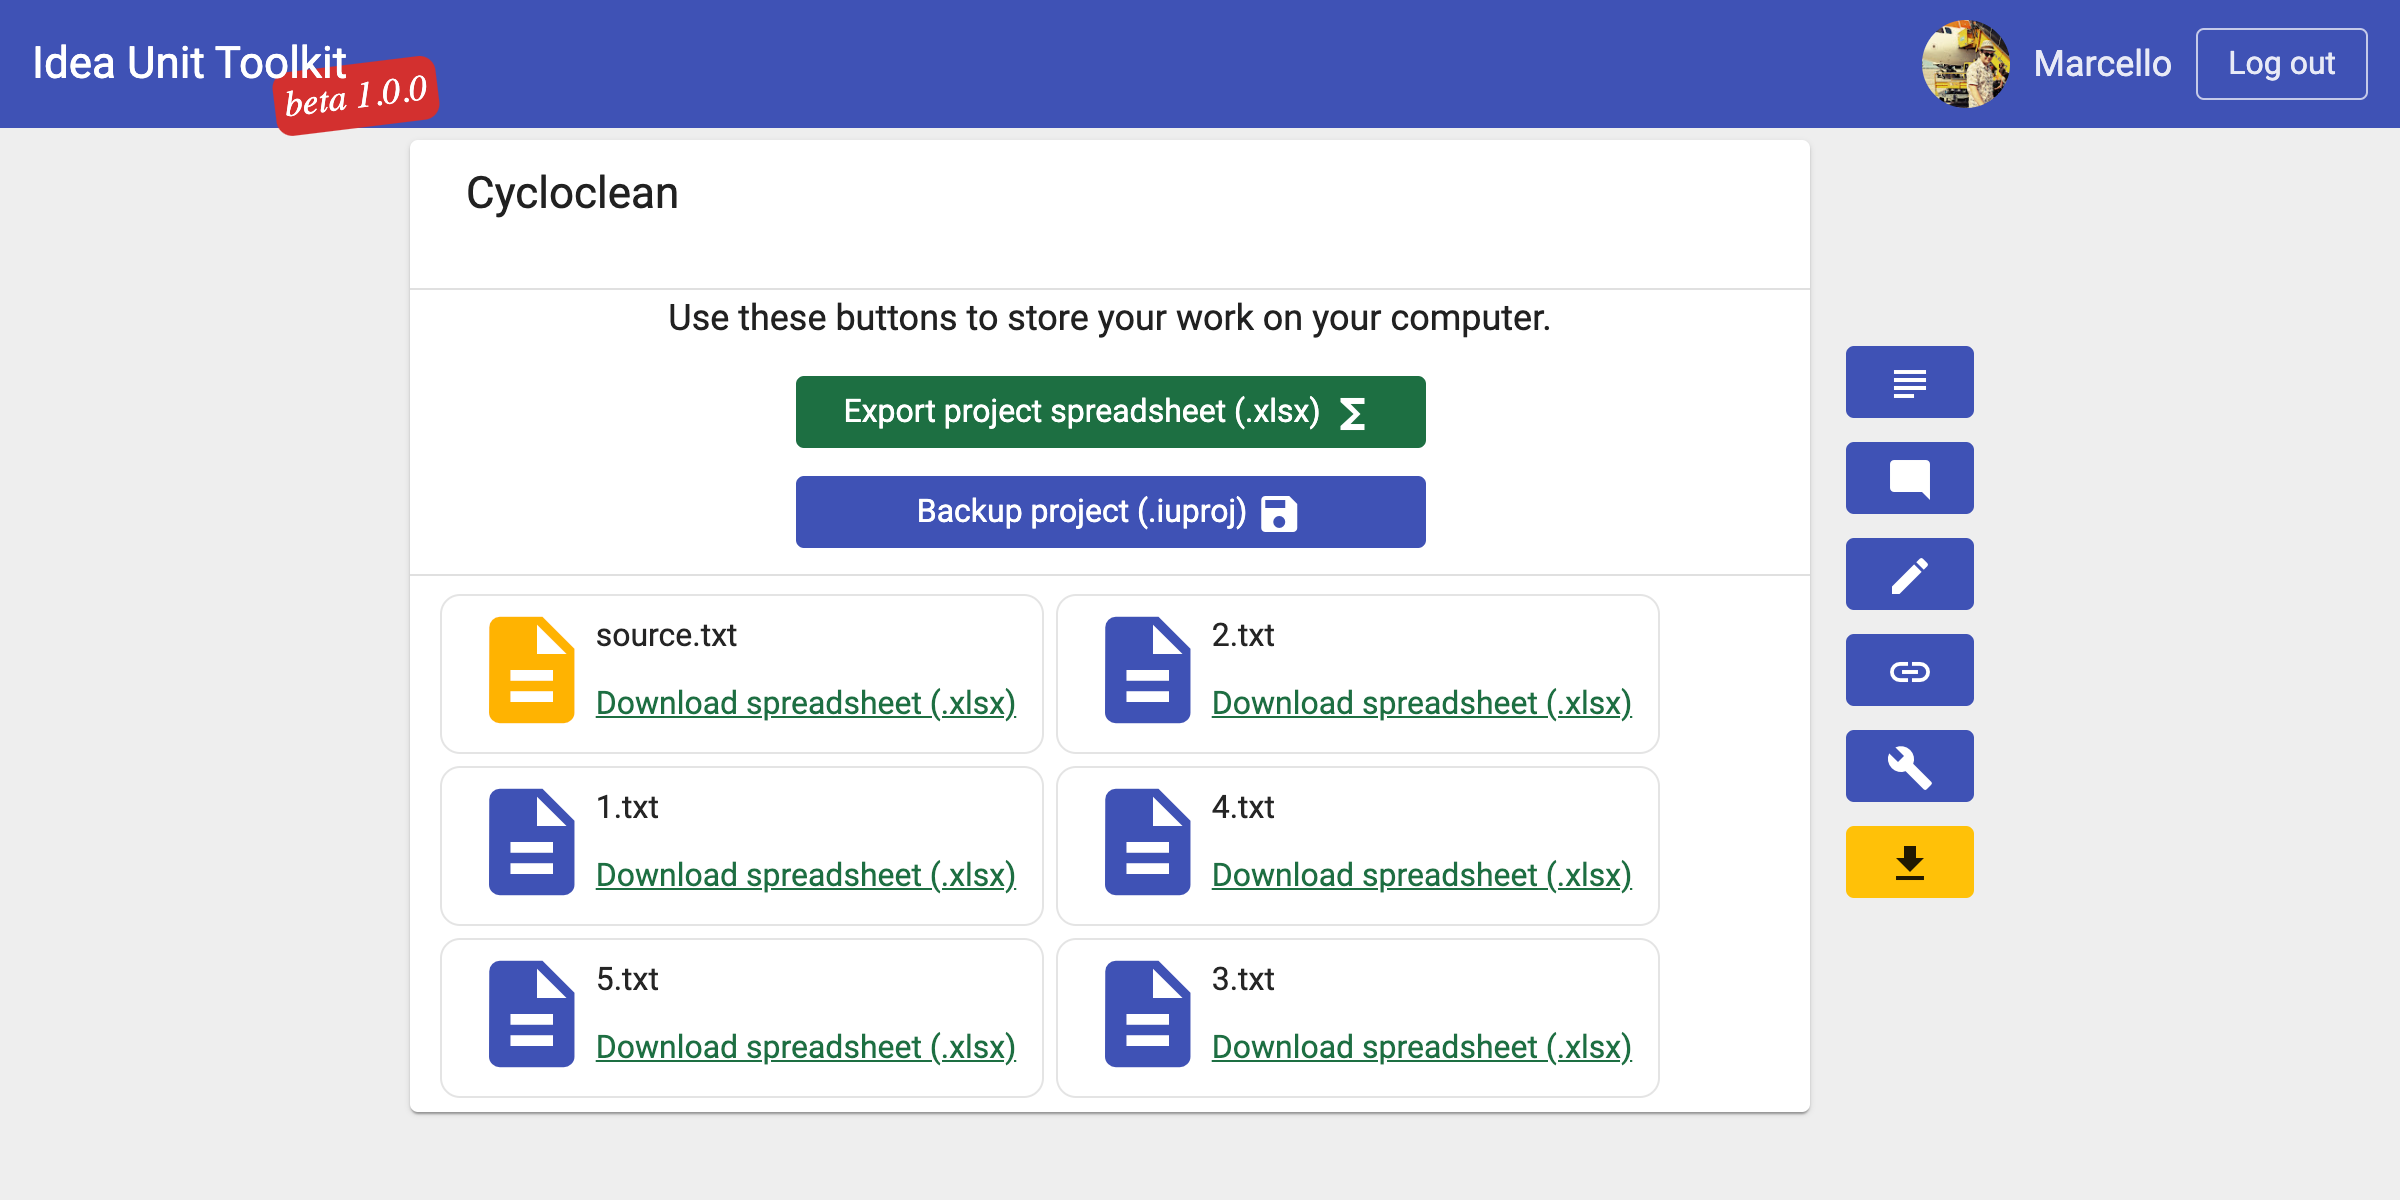 Idea Unit Toolkit
beta 1.0.0
Marcello
Log out
Cycloclean
Use these buttons to store your work on your computer.
Export project spreadsheet (.xlsx)
Backup project (.iuproj)
source.txt
Download spreadsheet (.xlsx)
2.txt
Download spreadsheet (.xlsx)
1.txt
Download spreadsheet (.xlsx)
4.txt
Download spreadsheet (.xlsx)
5.txt
Download spreadsheet (.xlsx)
3.txt
Download spreadsheet (.xlsx)